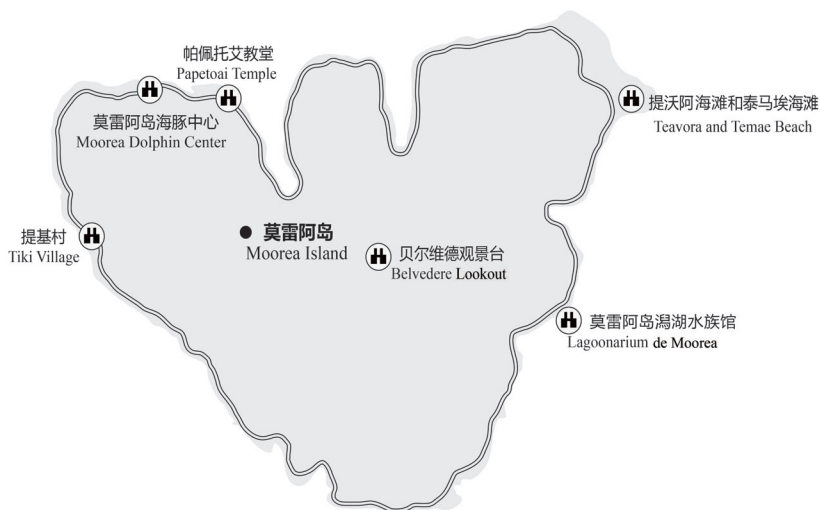 帕佩托艾教堂
Papetoai Temple
莫雷阿岛海豚中心
Moorea Dolphin Center
提沃阿海滩和泰马埃海滩
Teavora and Temae Beach
提基村
Tiki Village
莫雷阿岛
Moorea Island
贝尔维德观景台
Belvedere Lookout
莫雷阿岛潟湖水族馆
Lagoonarium de Moorea